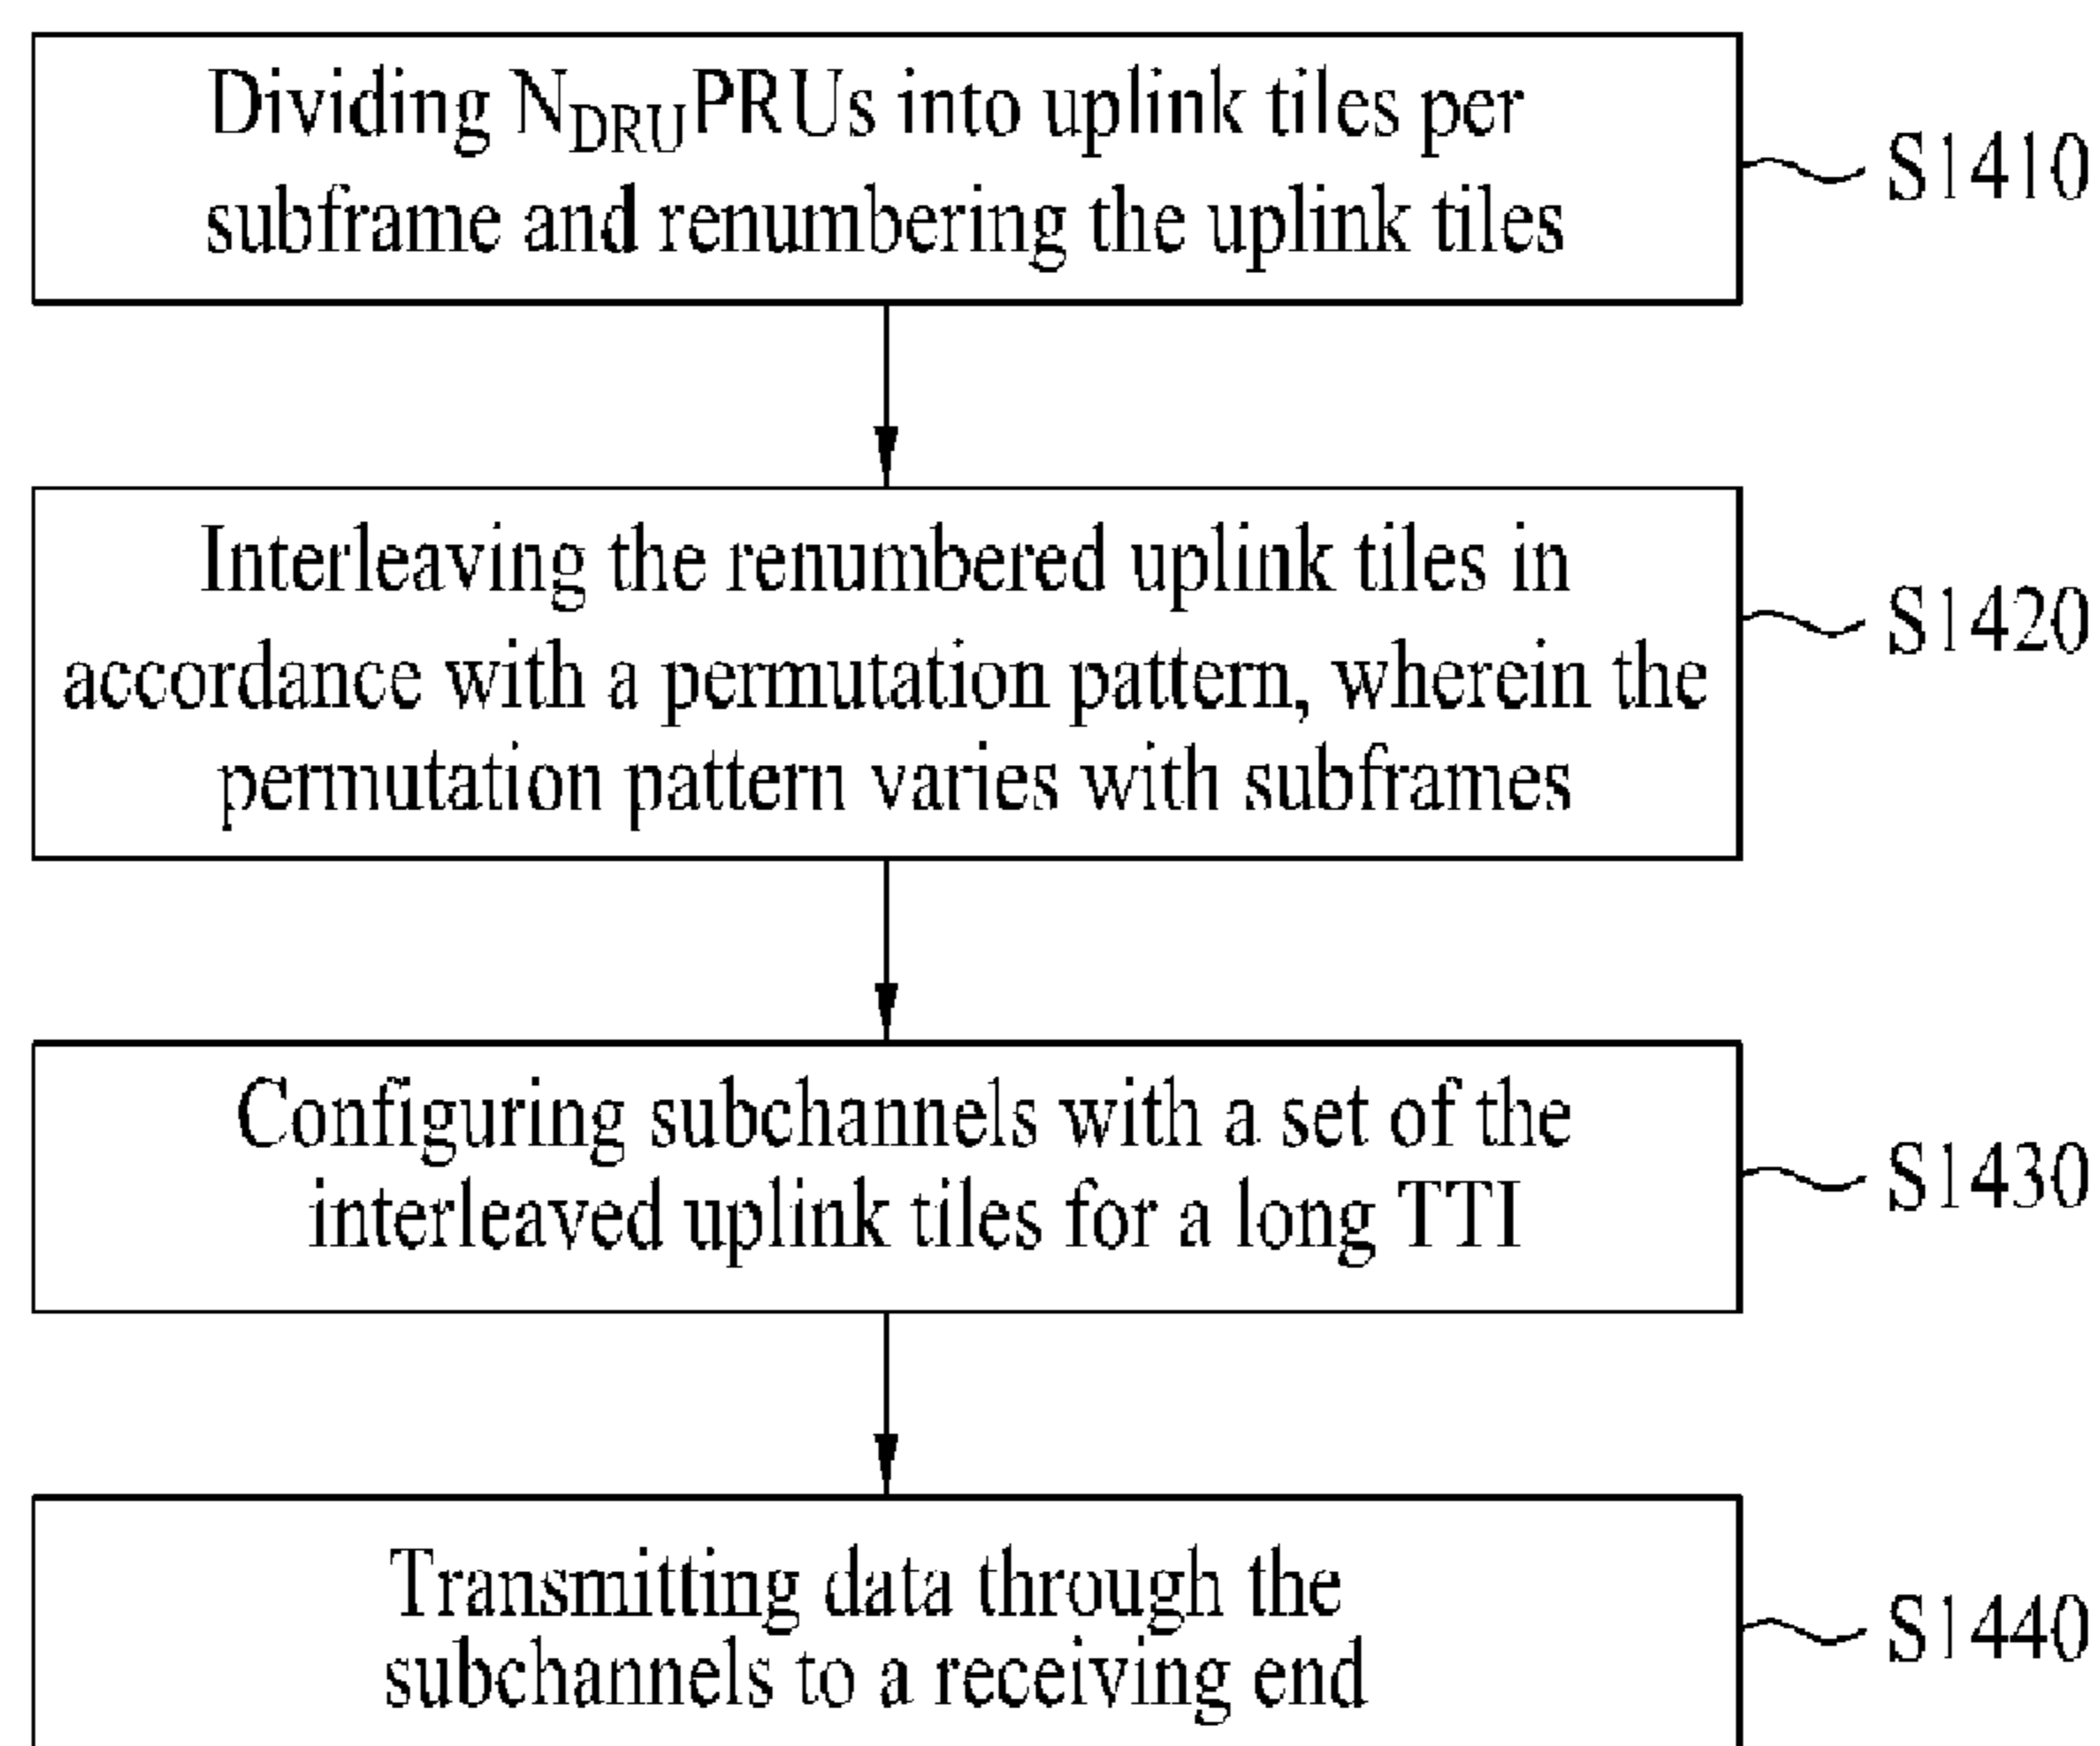 Dividing N_DRU PRUs into uplink tiles per
subframe and renumbering the uplink tiles
S1410
Interleaving the renumbered uplink tiles in
accordance with a permutation pattern, wherein the
permutation pattern varies with subframes
S1420
Configuring subchannels with a set of the
interleaved uplink tiles for a long TTI
S1430
Transmitting data through the
subchannels to a receiving end
S1440